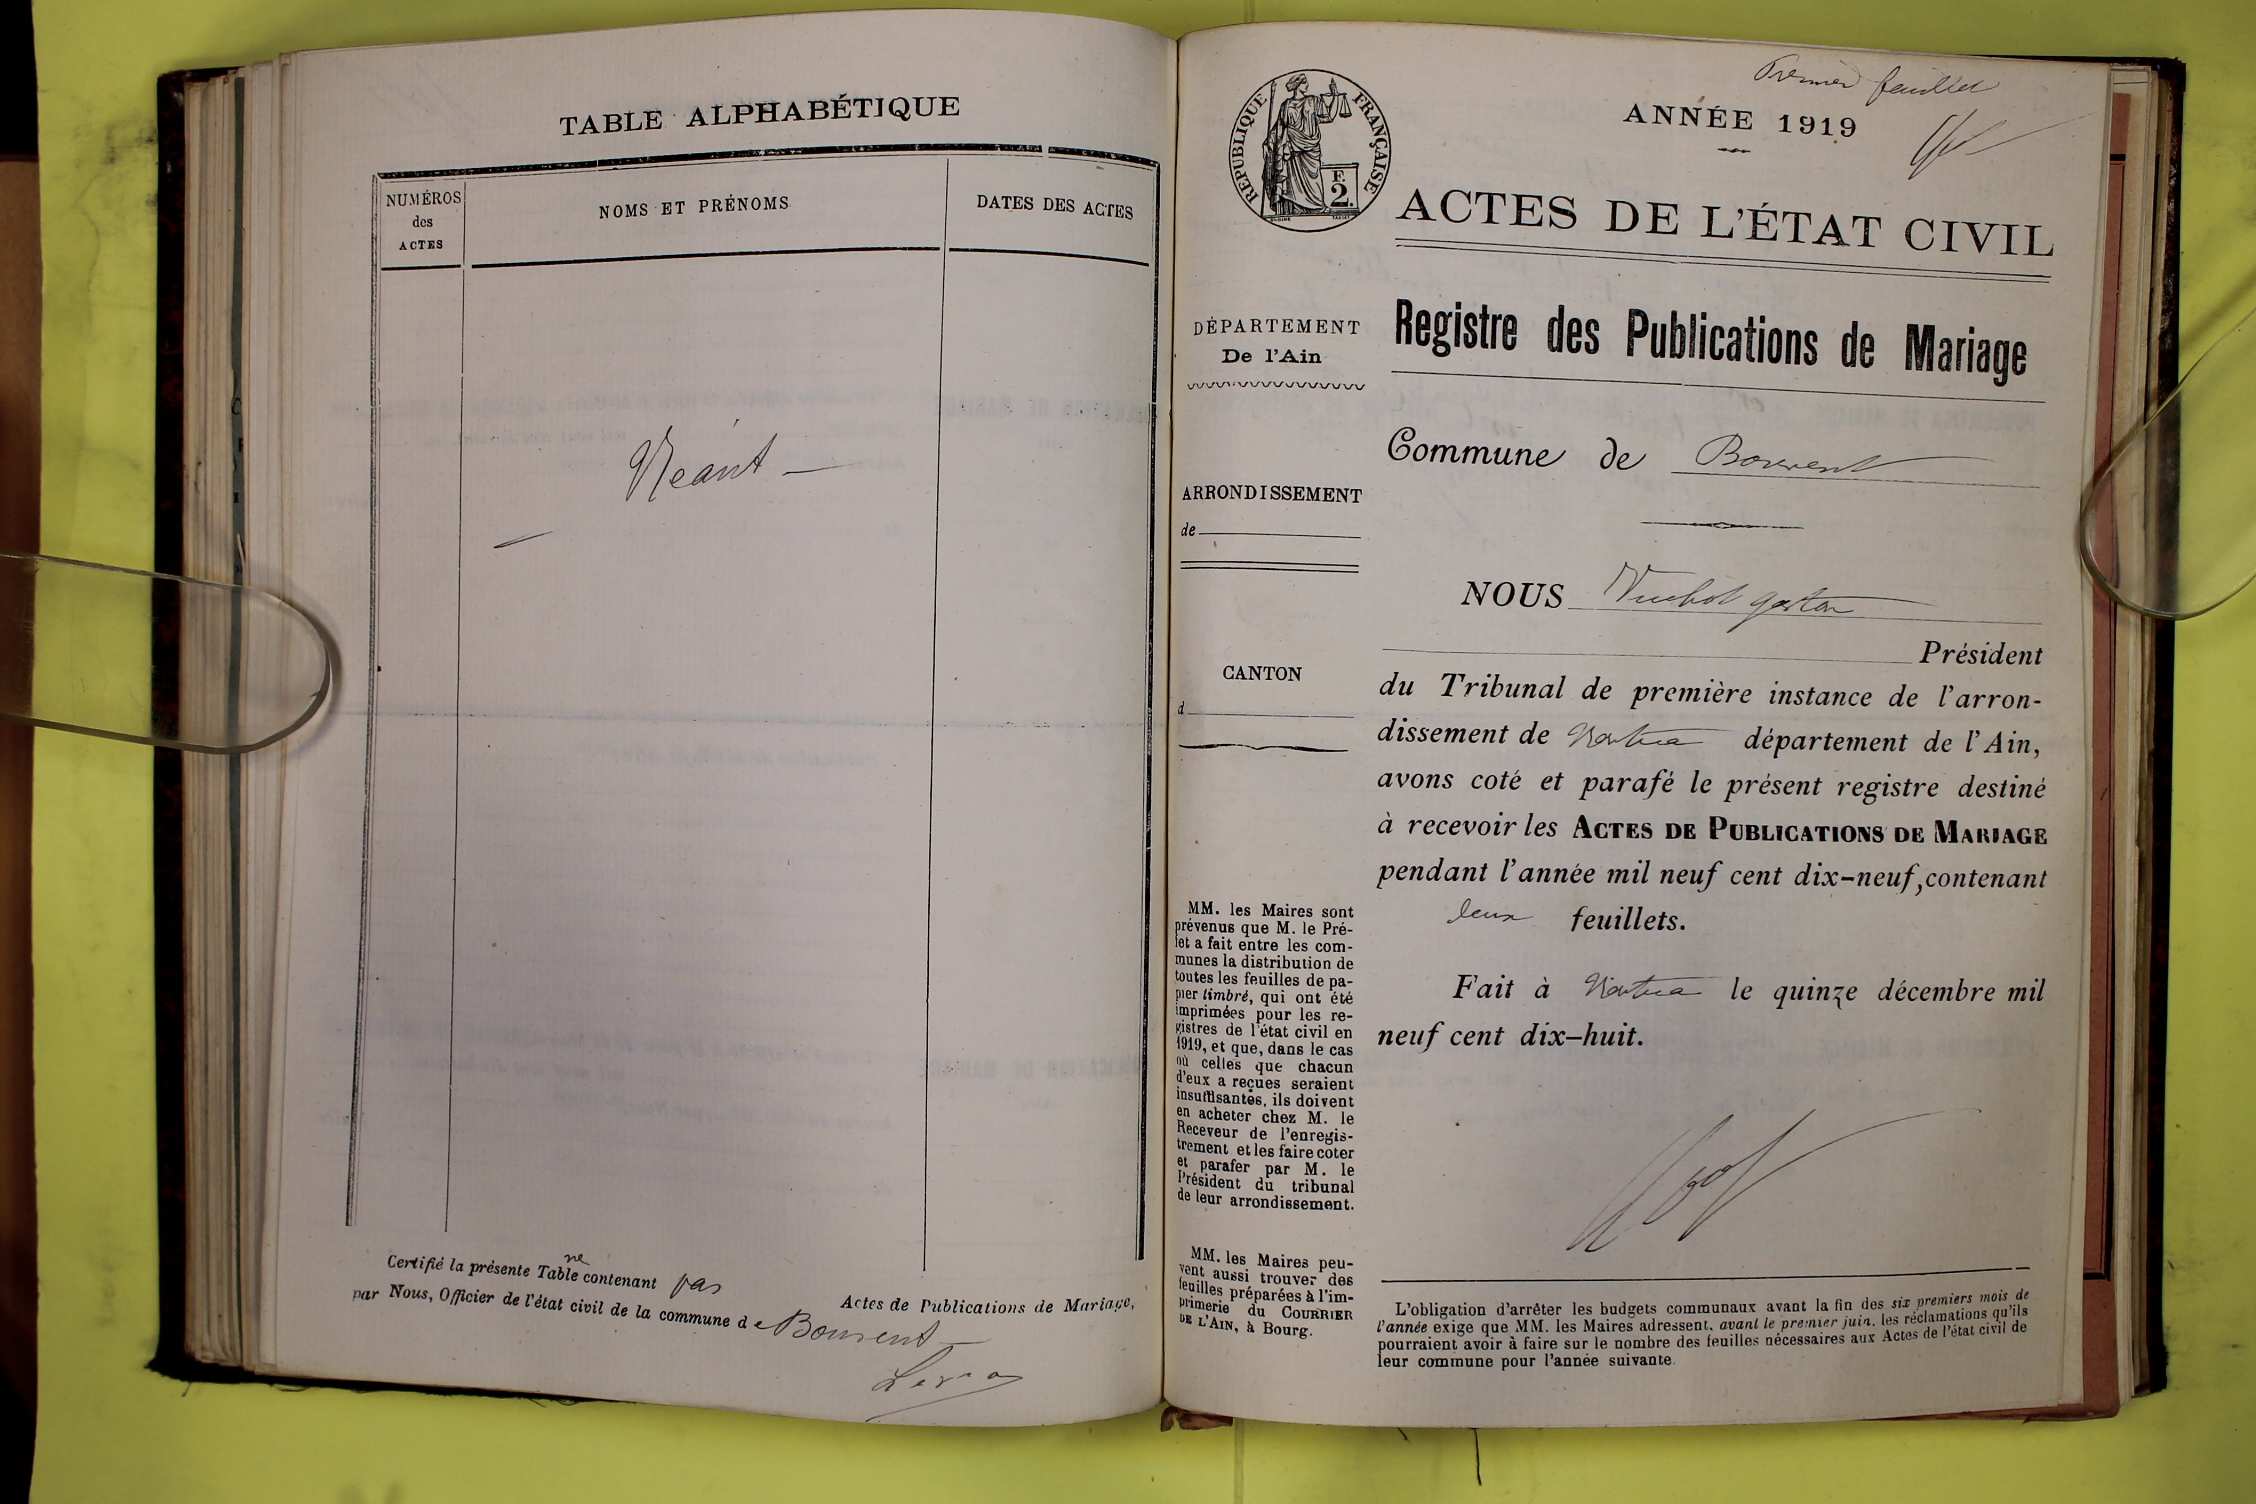 TABLE ALPHABÉTIQUE
NUMÉROS
des
ACTES
NOMS ET PRÉNOMS
DATES DES ACTES
Néant —
Certifié la présente Table ne contenant pas
Actes de Publications de Mariage,
par Nous, Officier de l'état civil de la commune de Bouvent
Premier feuillet
ANNÉE 1919
RÉPUBLIQUE FRANÇAISE
F.
2.
ACTES DE L'ÉTAT CIVIL
DÉPARTEMENT
De l'Ain
ARRONDISSEMENT
de
CANTON
d
MM. les Maires sont
prévenus que M. le Pré-
fet a fait entre les com-
munes la distribution de
toutes les feuilles de pa-
pier timbré, qui ont été
imprimées pour les re-
gistres de l'état civil en
1919, et que, dans le cas
où celles que chacun
d'eux a reçues seraient
insuffisantes, ils doivent
en acheter chez M. le
Receveur de l'enregis-
trement et les faire coter
et parafer par M. le
Président du tribunal
de leur arrondissement.
MM. les Maires peu-
vent aussi trouver des
feuilles préparées à l'im-
primerie du COURRIER
DE L'AIN, à Bourg.
Registre des Publications de Mariage
Commune de Bouvent
NOUS
Président
du Tribunal de première instance de l'arron-
dissement de Nantua département de l'Ain,
avons coté et parafé le présent registre destiné
à recevoir les ACTES DE PUBLICATIONS DE MARIAGE
pendant l'année mil neuf cent dix-neuf, contenant
deux feuillets.
Fait à Nantua le quinze décembre mil
neuf cent dix-huit.
L'obligation d'arrêter les budgets communaux avant la fin des six premiers mois de
l'année exige que MM. les Maires adressent, avant le premier juin, les réclamations qu'ils
pourraient avoir à faire sur le nombre des feuilles nécessaires aux Actes de l'état civil de
leur commune pour l'année suivante.